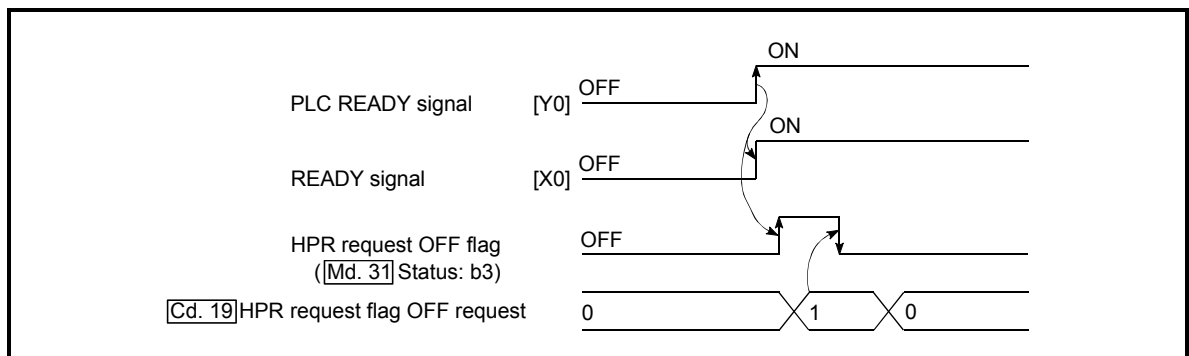 ON
PLC READY signal [Y0] OFF
ON
READY signal [X0] OFF
HPR request OFF flag OFF
( Md. 31 Status: b3)
Cd. 19 HPR request flag OFF request 0 1 0